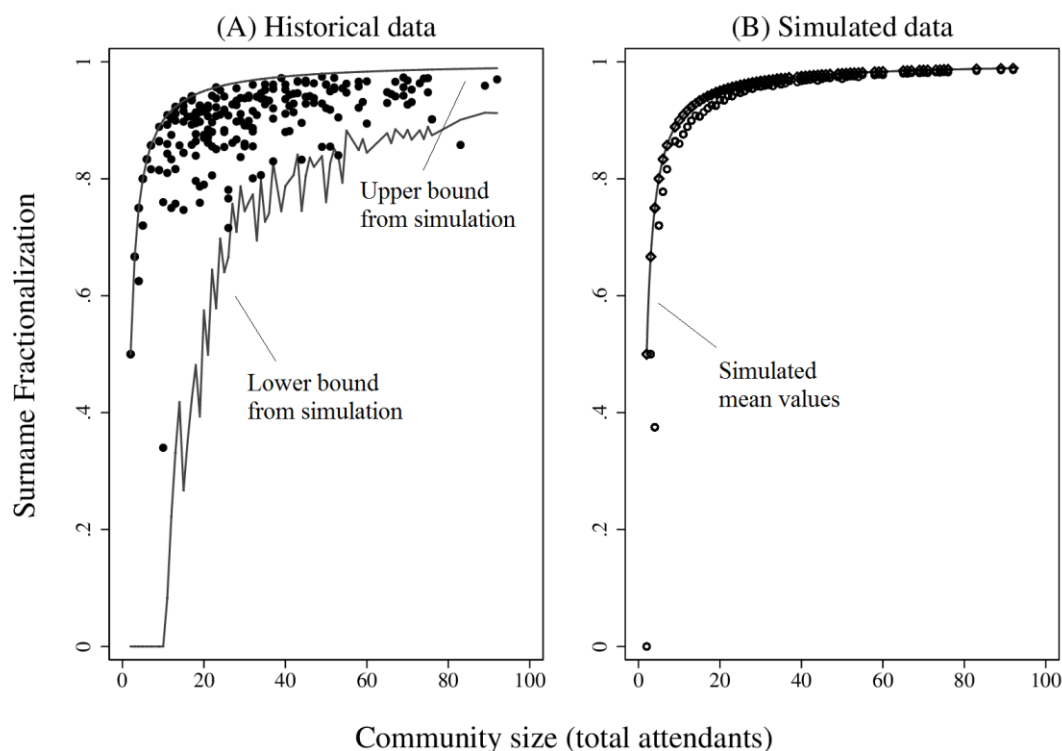 (A) Historical data
(B) Simulated data
Surname Fractionalization
1
.8
.6
.4
.2
0
0
20
40
60
80
100
Upper bound
from simulation
Lower bound
from simulation
1
.8
.6
.4
.2
0
0
20
40
60
80
100
Simulated
mean values
Community size (total attendants)